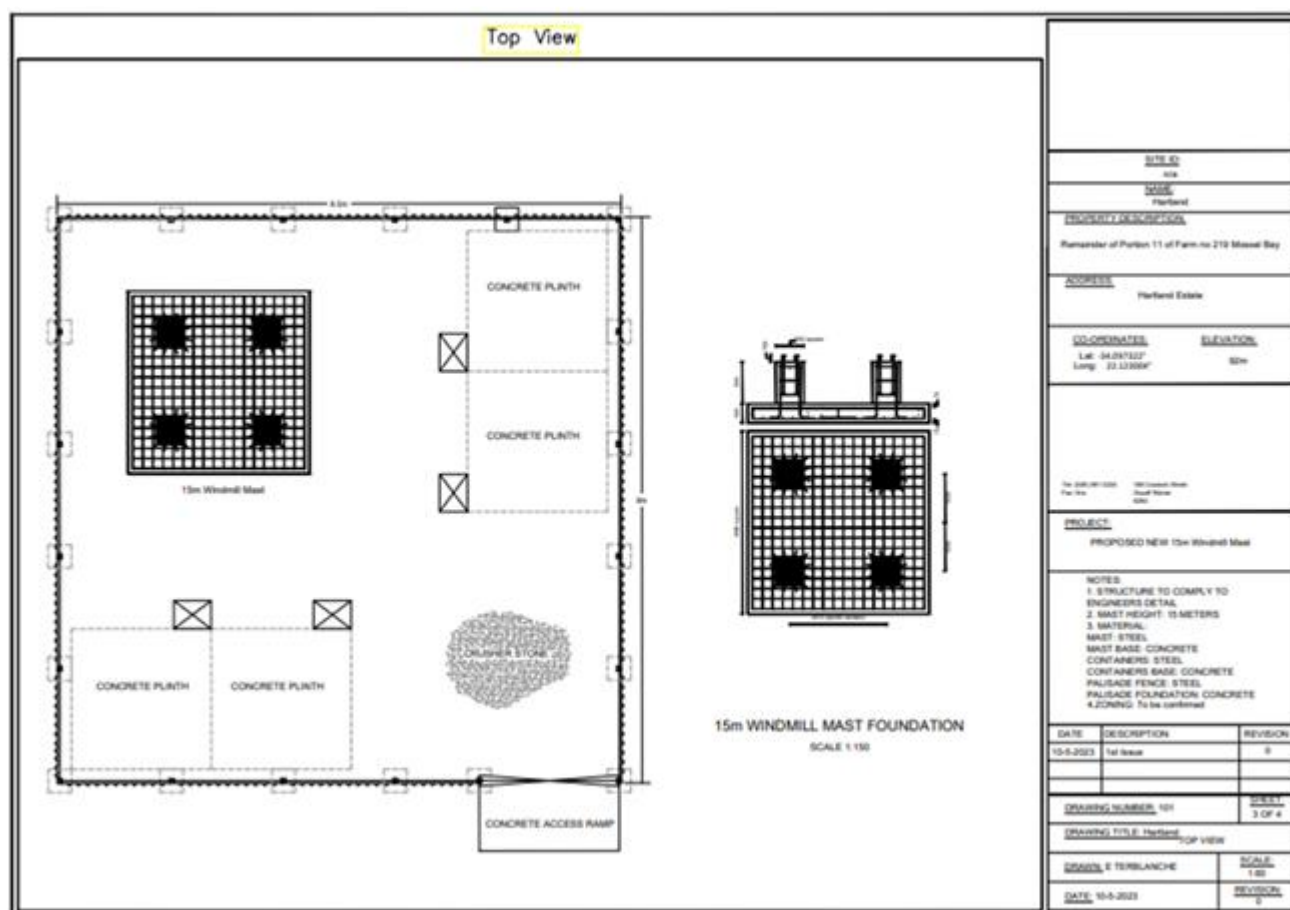 Top View
CONCRETE PLINTH
CONCRETE PLINTH
15m Windmill Mast
CONCRETE PLINTH
CONCRETE PLINTH
CRUSHER STONE
CONCRETE ACCESS RAMP
15m WINDMILL MAST FOUNDATION
SCALE 1:150
SITE ID:
n/a
NAME:
Hartland
PROPERTY DESCRIPTION:
Remainder of Portion 11 of Farm no 219 Mossel Bay
ADDRESS:
Hartland Estate
CO-ORDINATES: ELEVATION:
Lat:
Long:
PROJECT:
PROPOSED NEW 15m Windmill Mast
NOTES:
1. STRUCTURE TO COMPLY TO
ENGINEERS DETAIL
2. MAST HEIGHT: 15 METERS
3. MATERIAL:
MAST: STEEL
MAST BASE: CONCRETE
CONTAINERS: STEEL
CONTAINERS BASE: CONCRETE
PALISADE FENCE: STEEL
PALISADE FOUNDATION: CONCRETE
4.ZONING: To be confirmed
DATE DESCRIPTION REVISION
10-5-2023 1st Issue 0
DRAWING NUMBER: 101
SHEET:
3 OF 4
DRAWING TITLE: Hartland
TOP VIEW
DRAWN: E TERBLANCHE
SCALE:
DATE: 10-5-2023
REVISION:
0